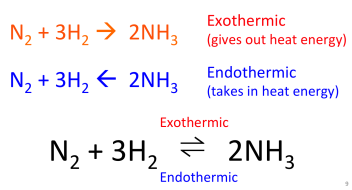 N₂ + 3H₂ → 2NH₃ Exothermic
(gives out heat energy)
N₂ + 3H₂ ← 2NH₃ Endothermic
(takes in heat energy)
Exothermic
N₂ + 3H₂ ⇌ 2NH₃
Endothermic
9